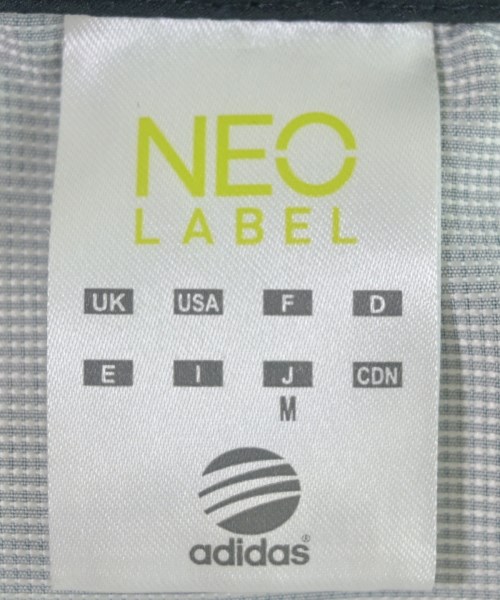 NEO
LABEL
UK USA F D
E I J CDN
M
adidas®